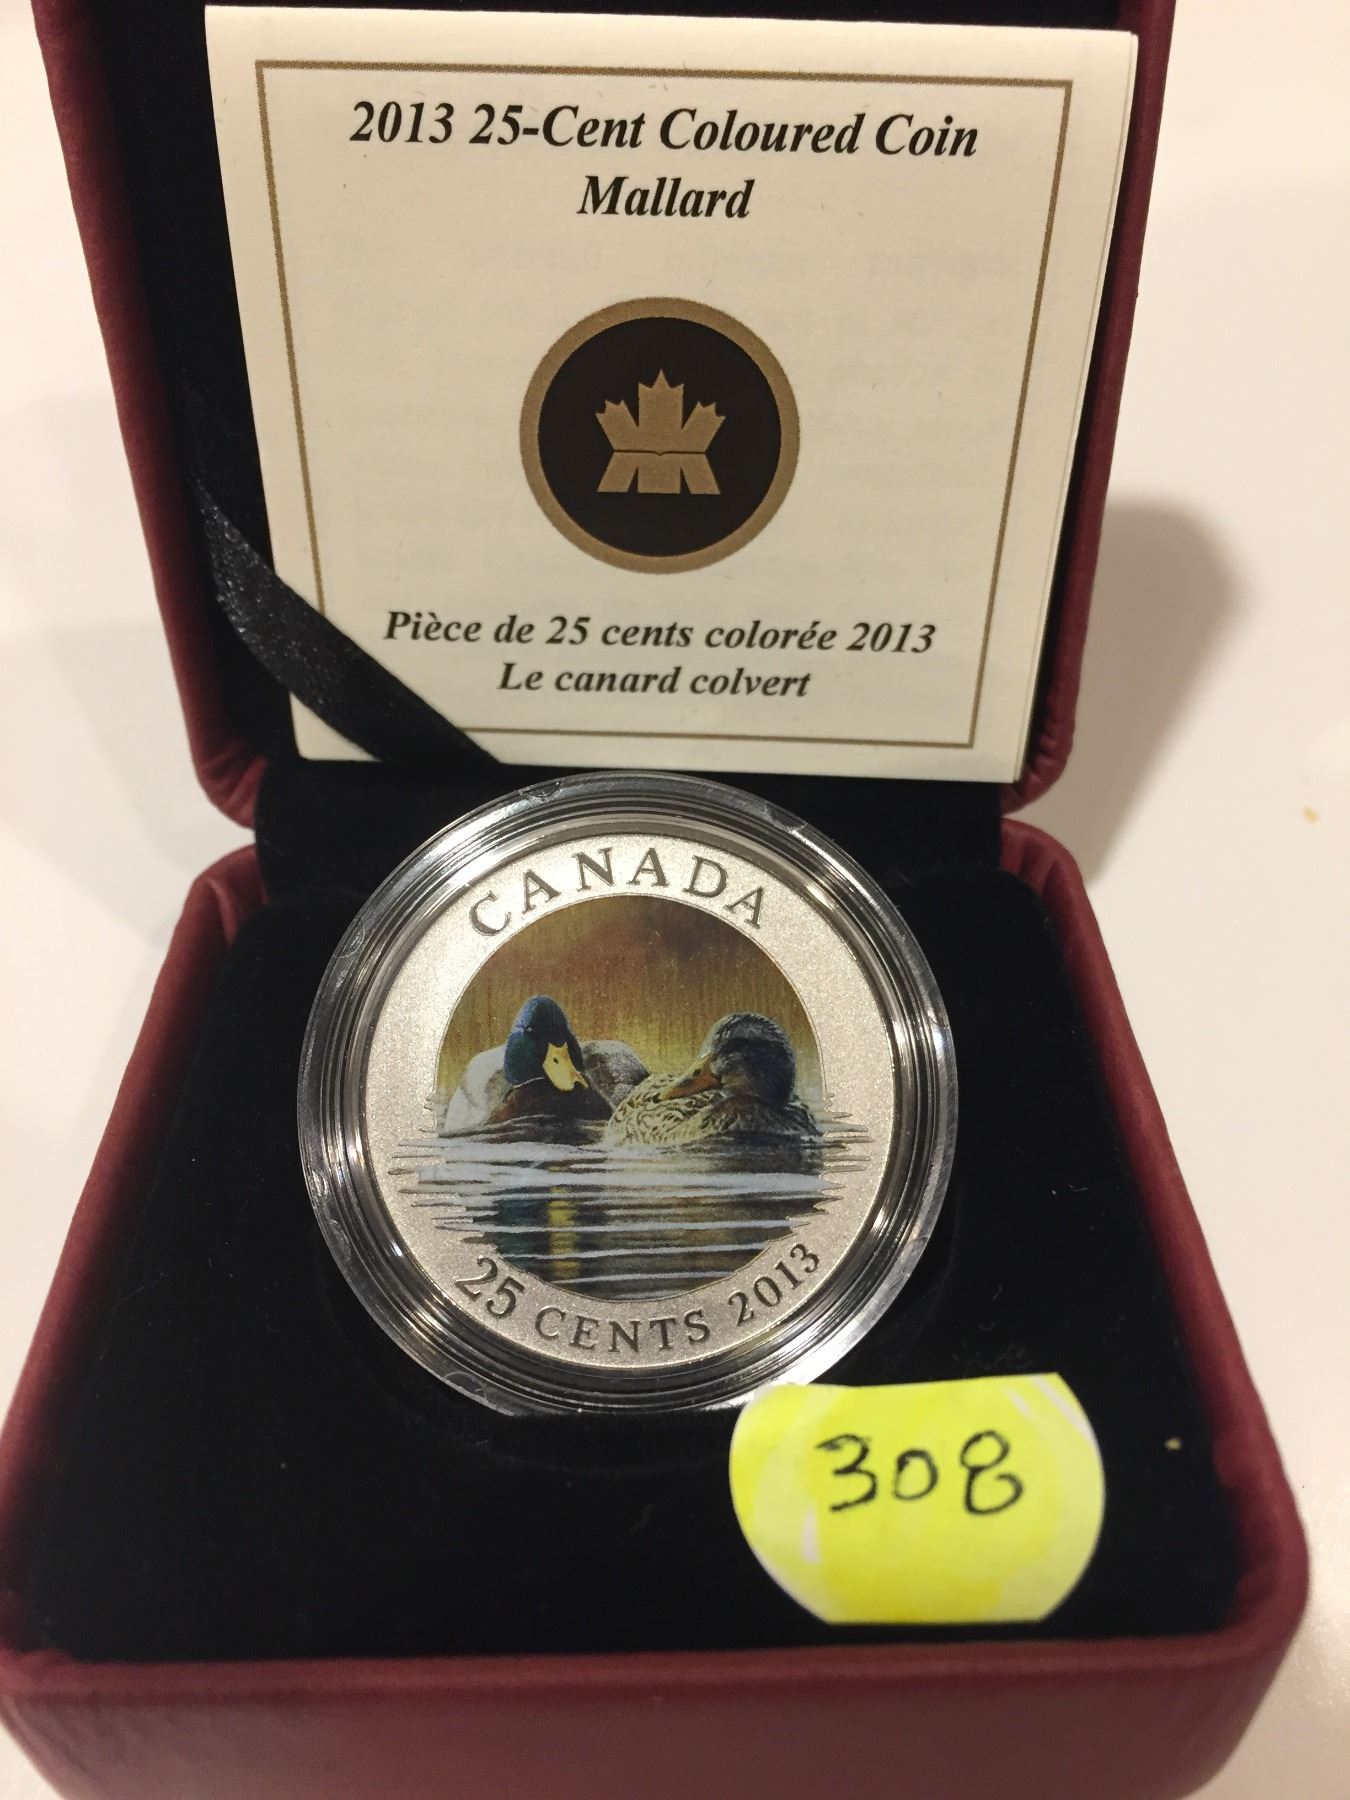 2013 25-Cent Coloured Coin
Mallard
Pièce de 25 cents colorée 2013
Le canard colvert
CANADA
25 CENTS 2013
308